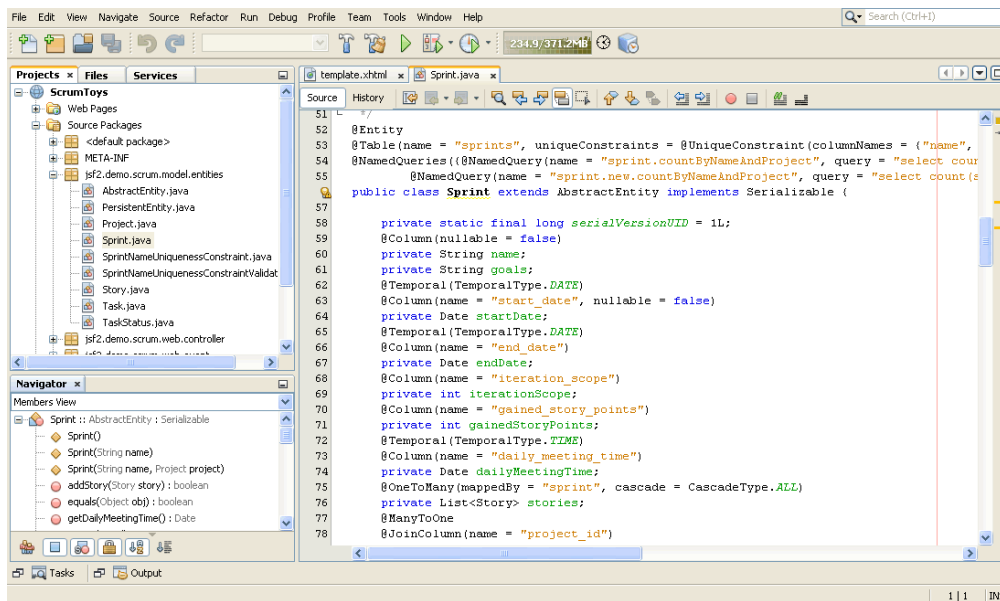 File Edit View Navigate Source Refactor Run Debug Profile Team Tools Window Help
Search (Ctrl+I)
234.9/371.2MB
Projects
Files
Services
ScrumToys
Web Pages
Source Packages
<default package>
META-INF
jsf2.demo.scrum.model.entities
AbstractEntity.java
PersistentEntity.java
Project.java
Sprint.java
SprintNameUniquenessConstraint.java
SprintNameUniquenessConstraintValidat
Story.java
Task.java
TaskStatus.java
jsf2.demo.scrum.web.controller
Navigator
Members View
Sprint :: AbstractEntity : Serializable
Sprint()
Sprint(String name)
Sprint(String name, Project project)
addStory(Story story) : boolean
equals(Object obj) : boolean
getDailyMeetingTime() : Date
template.xhtml
Sprint.java
Source History
51 */
52 @Entity
53 @Table(name = "sprints", uniqueConstraints = @UniqueConstraint(columnNames = {"name",
54 @NamedQueries({@NamedQuery(name = "sprint.countByNameAndProject", query = "select coun
55 @NamedQuery(name = "sprint.new.countByNameAndProject", query = "select count(s
public class Sprint extends AbstractEntity implements Serializable {
57
58 private static final long serialVersionUID = 1L;
59 @Column(nullable = false)
60 private String name;
61 private String goals;
62 @Temporal(TemporalType.DATE)
63 @Column(name = "start_date", nullable = false)
64 private Date startDate;
65 @Temporal(TemporalType.DATE)
66 @Column(name = "end_date")
67 private Date endDate;
68 @Column(name = "iteration_scope")
69 private int iterationScope;
70 @Column(name = "gained_story_points")
71 private int gainedStoryPoints;
72 @Temporal(TemporalType.TIME)
73 @Column(name = "daily_meeting_time")
74 private Date dailyMeetingTime;
75 @OneToMany(mappedBy = "sprint", cascade = CascadeType.ALL)
76 private List<Story> stories;
77 @ManyToOne
78 @JoinColumn(name = "project_id")
Tasks
Output
1|1 IN